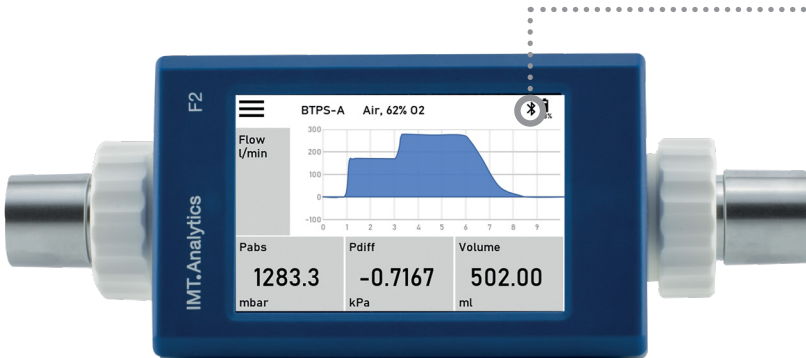 F2
IMT.Analytics
BTPS-A Air, 62% O2
Flow
l/min
300
200
100
0
-100
0 1 2 3 4 5 6 7 8 9
Pabs Pdiff Volume
1283.3 -0.7167 502.00
mbar kPa ml